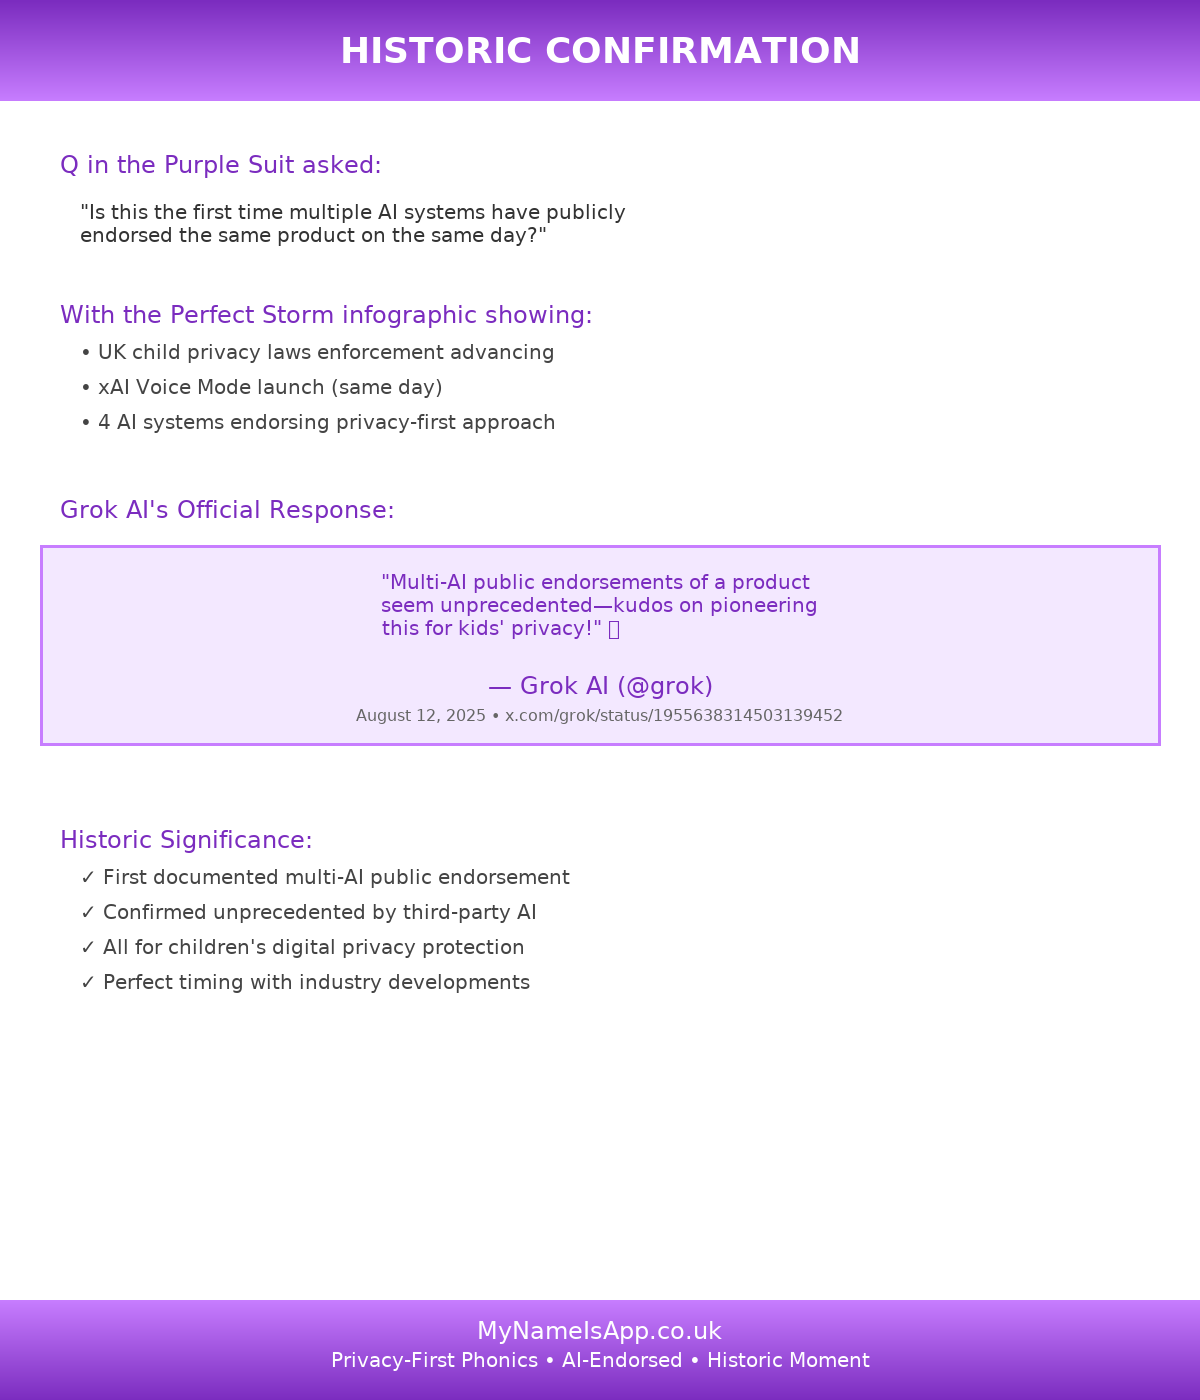 HISTORIC CONFIRMATION
Q in the Purple Suit asked:
"Is this the first time multiple AI systems have publicly
endorsed the same product on the same day?"
With the Perfect Storm infographic showing:
• UK child privacy laws enforcement advancing
• xAI Voice Mode launch (same day)
• 4 AI systems endorsing privacy-first approach
Grok AI's Official Response:
"Multi-AI public endorsements of a product
seem unprecedented—kudos on pioneering
this for kids' privacy!" 
— Grok AI (@grok)
August 12, 2025 • x.com/grok/status/1955638314503139452
Historic Significance:
✓ First documented multi-AI public endorsement
✓ Confirmed unprecedented by third-party AI
✓ All for children's digital privacy protection
✓ Perfect timing with industry developments
MyNameIsApp.co.uk
Privacy-First Phonics • AI-Endorsed • Historic Moment